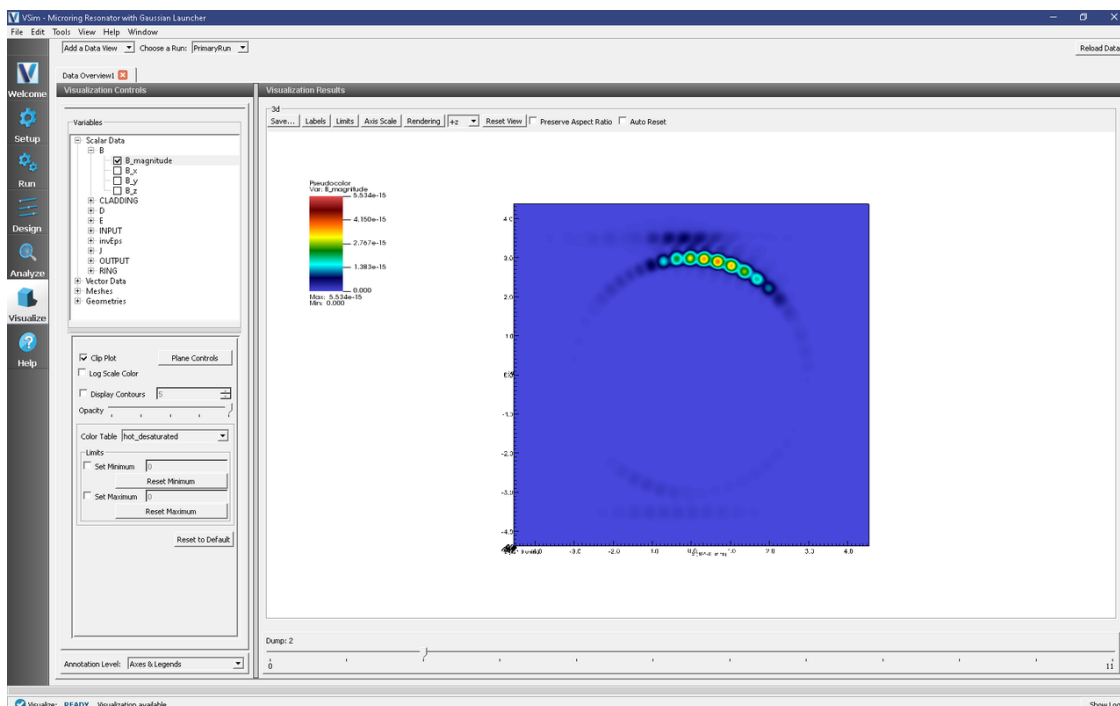 VSim - Microring Resonator with Gaussian Launcher
File Edit Tools View Help Window
Add a Data View Choose a Run: PrimaryRun
Reload Data
Data Overview1
Welcome
Setup
Run
Design
Analyze
Visualize
Help
Visualization Controls
Variables
Scalar Data
B
B_magnitude
B_x
B_y
B_z
CLADDING
D
E
INPUT
invEps
J
OUTPUT
RING
Vector Data
Meshes
Geometries
Clip Plot Plane Controls
Log Scale Color
Display Contours 5
Opacity
Color Table hot_desaturated
Limits
Set Minimum 0
Reset Minimum
Set Maximum 0
Reset Maximum
Reset to Default
Annotation Level: Axes & Legends
Visualization Results
3d
Save... Labels Limits Axis Scale Rendering +z Reset View Preserve Aspect Ratio Auto Reset
Pseudocolor
Var: B_magnitude
5.534e-15
4.150e-15
2.767e-15
1.383e-15
0.000
Max: 5.534e-15
Min: 0.000
4.0
3.0
2.0
1.0
-1.0
-2.0
-3.0
-4.0
-3.0 -2.0 1.0 0.0 1.0 2.0 3.0 4.0
Dump: 2
0 11
Visualize: READY Visualization available
Show Log